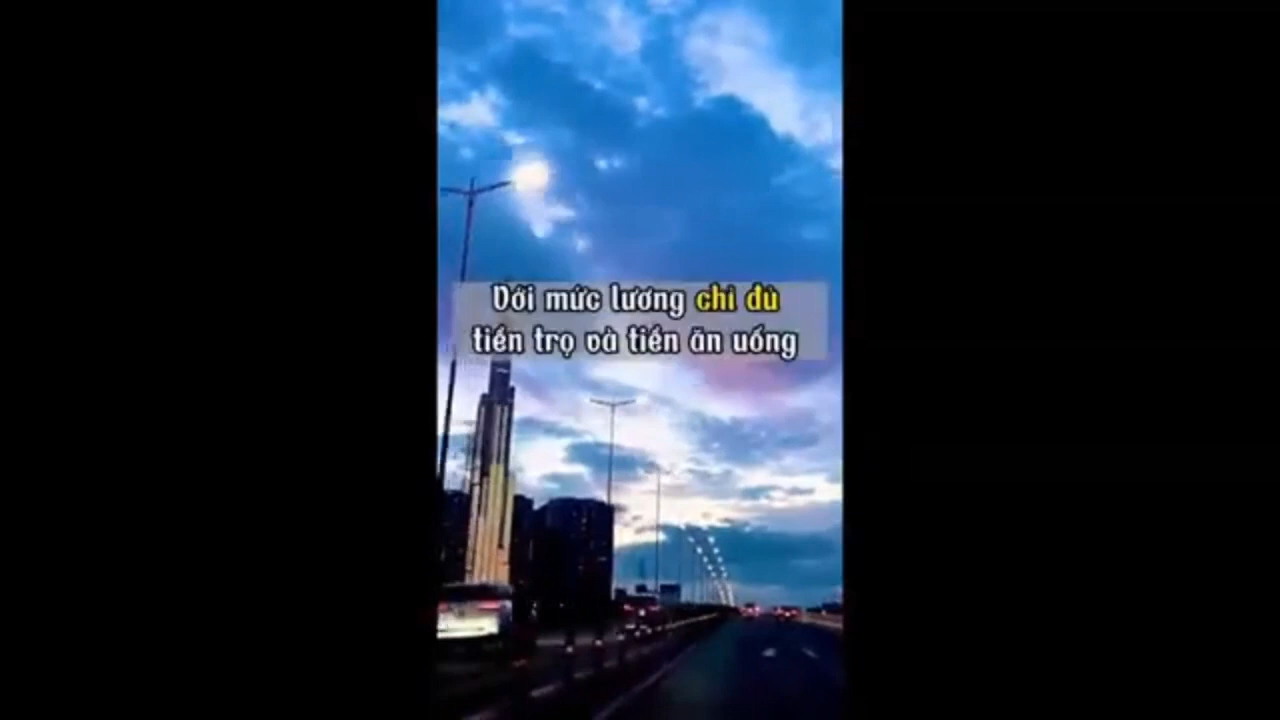 Với mức lương chỉ đủ
tiền trọ và tiền ăn uống